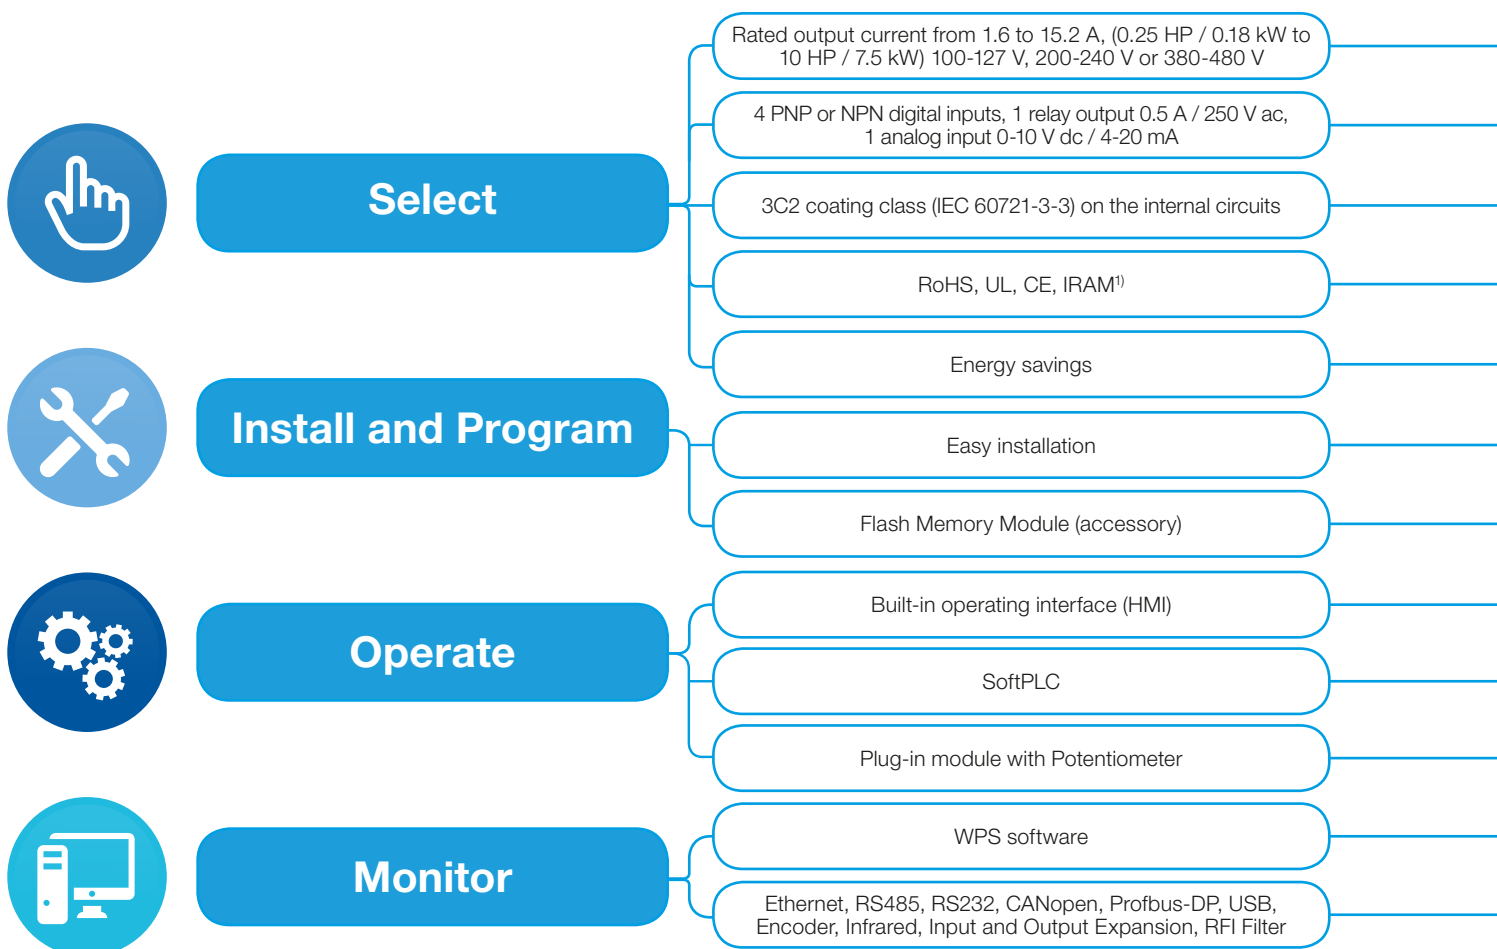 Select
Rated output current from 1.6 to 15.2 A, (0.25 HP / 0.18 kW to
10 HP / 7.5 kW) 100-127 V, 200-240 V or 380-480 V
4 PNP or NPN digital inputs, 1 relay output 0.5 A / 250 V ac,
1 analog input 0-10 V dc / 4-20 mA
3C2 coating class (IEC 60721-3-3) on the internal circuits
RoHS, UL, CE, IRAM¹⁾
Energy savings
Install and Program
Easy installation
Flash Memory Module (accessory)
Operate
Built-in operating interface (HMI)
SoftPLC
Plug-in module with Potentiometer
Monitor
WPS software
Ethernet, RS485, RS232, CANopen, Profbus-DP, USB,
Encoder, Infrared, Input and Output Expansion, RFI Filter